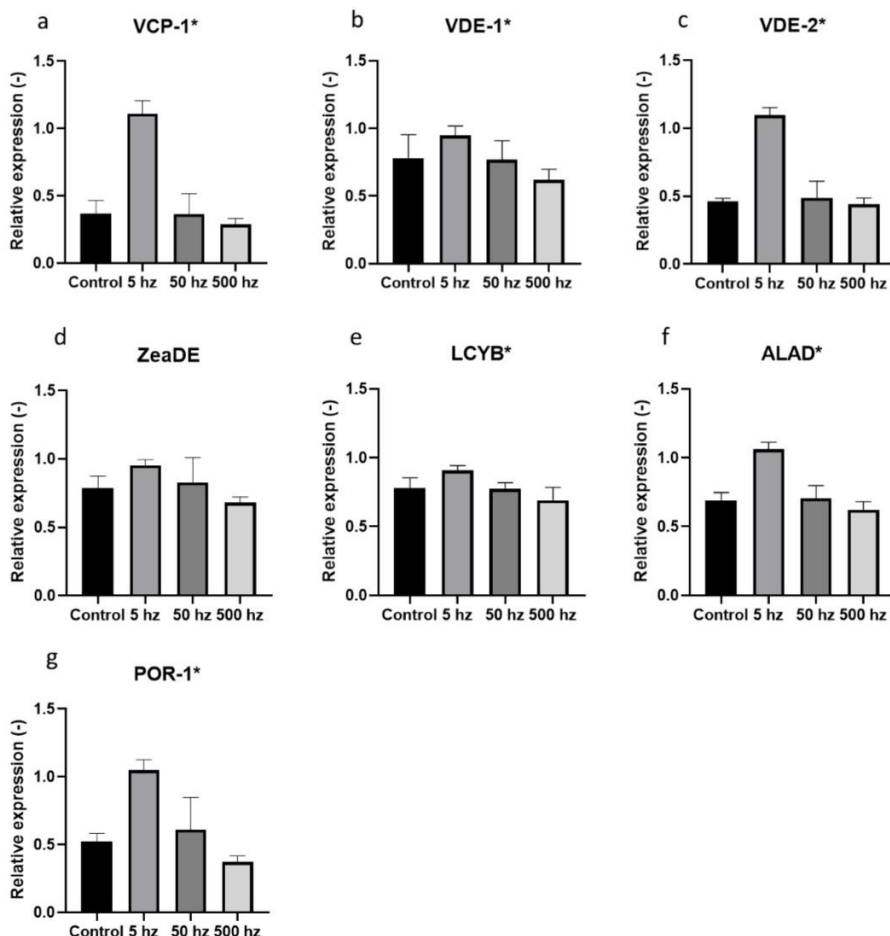 a
VCP-1*
Relative expression (-)
1.5
1.0
0.5
0.0
Control 5 hz 50 hz 500 hz
b
VDE-1*
Relative expression (-)
1.5
1.0
0.5
0.0
Control 5 hz 50 hz 500 hz
c
VDE-2*
Relative expression (-)
1.5
1.0
0.5
0.0
Control 5 hz 50 hz 500 hz
d
ZeaDE
Relative expression (-)
1.5
1.0
0.5
0.0
Control 5 hz 50 hz 500 hz
e
LCYB*
Relative expression (-)
1.5
1.0
0.5
0.0
Control 5 hz 50 hz 500 hz
f
ALAD*
Relative expression (-)
1.5
1.0
0.5
0.0
Control 5 hz 50 hz 500 hz
g
POR-1*
Relative expression (-)
1.5
1.0
0.5
0.0
Control 5 hz 50 hz 500 hz